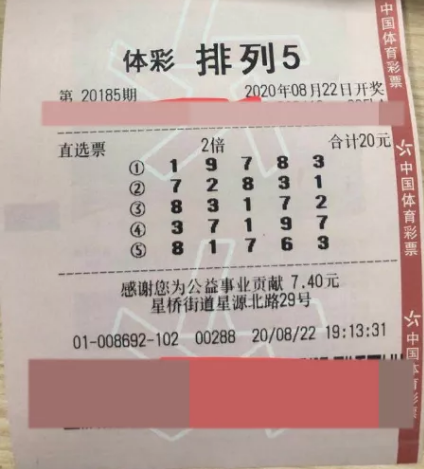 体彩 排列5
第 20185期 2020年08月22日开奖
直选票 2倍 合计20元
① 1 9 7 8 3
② 7 2 8 3 1
③ 8 3 1 7 2
④ 3 7 1 9 7
⑤ 8 1 7 6 3
感谢您为公益事业贡献 7.40元
星桥街道星源北路29号
01-008692-102 00288 20/08/22 19:13:31
中国体育彩票
中国体育彩票
中国体育彩票